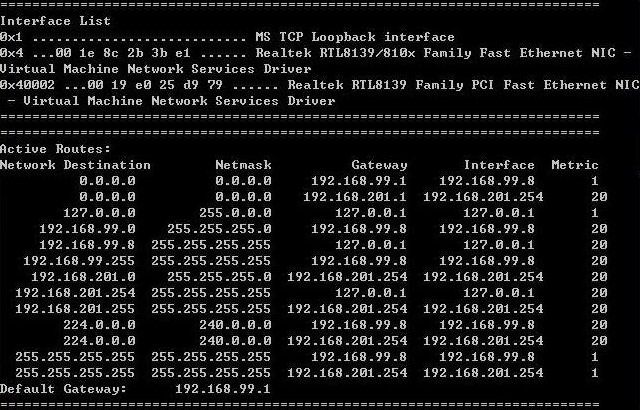 ===========================================================================
Interface List
0x1 ........................... MS TCP Loopback interface
0x4 ...00 1e 8c 2b 3b e1 ...... Realtek RTL8139/810x Family Fast Ethernet NIC -
Virtual Machine Network Services Driver
0x40002 ...00 19 e0 25 d9 79 ...... Realtek RTL8139 Family PCI Fast Ethernet NIC
 - Virtual Machine Network Services Driver
===========================================================================
===========================================================================
Active Routes:
Network Destination        Netmask          Gateway       Interface  Metric
          0.0.0.0          0.0.0.0     192.168.99.1    192.168.99.8       1
          0.0.0.0          0.0.0.0    192.168.201.1  192.168.201.254      20
        127.0.0.0        255.0.0.0        127.0.0.1       127.0.0.1       1
     192.168.99.0    255.255.255.0     192.168.99.8    192.168.99.8       20
     192.168.99.8  255.255.255.255        127.0.0.1       127.0.0.1       20
   192.168.99.255  255.255.255.255     192.168.99.8    192.168.99.8       20
    192.168.201.0    255.255.255.0  192.168.201.254  192.168.201.254      20
  192.168.201.254  255.255.255.255        127.0.0.1       127.0.0.1       20
  192.168.201.255  255.255.255.255  192.168.201.254  192.168.201.254      20
        224.0.0.0        240.0.0.0     192.168.99.8    192.168.99.8       20
        224.0.0.0        240.0.0.0  192.168.201.254  192.168.201.254      20
  255.255.255.255  255.255.255.255     192.168.99.8    192.168.99.8       1
  255.255.255.255  255.255.255.255  192.168.201.254  192.168.201.254      1
Default Gateway:      192.168.99.1
===========================================================================